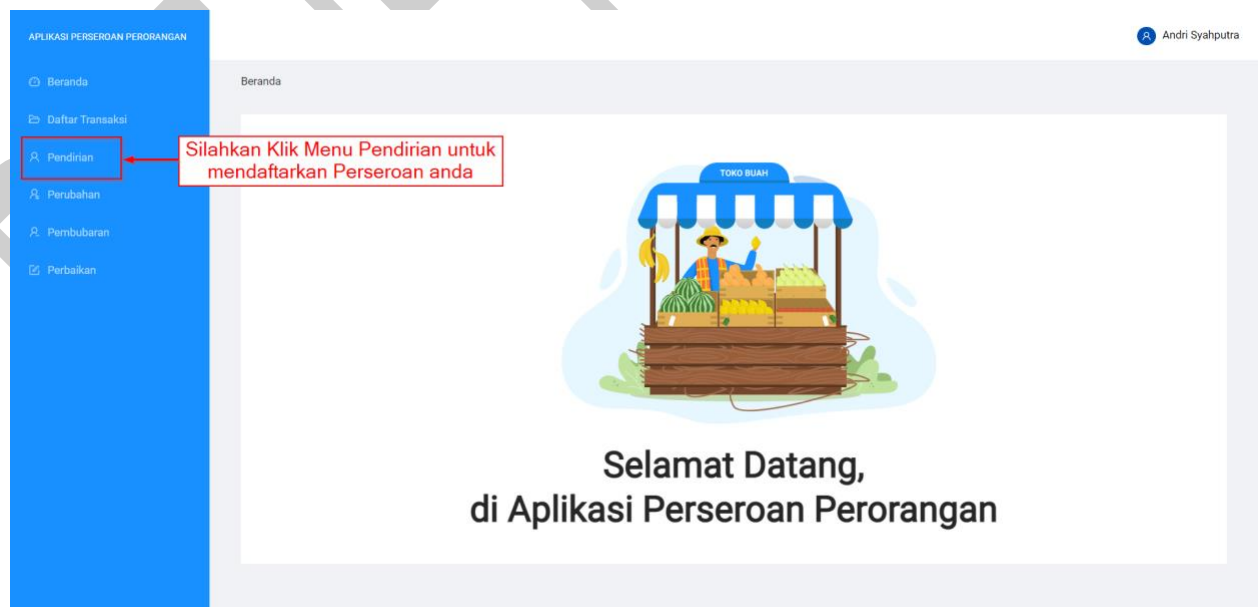 APLIKASI PERSEROAN PERORANGAN
Andri Syahputra
Beranda
Beranda
Daftar Transaksi
Pendirian
Silahkan Klik Menu Pendirian untuk
mendaftarkan Perseroan anda
Perubahan
Pembubaran
Perbaikan
TOKO BUAH
Selamat Datang,
di Aplikasi Perseroan Perorangan